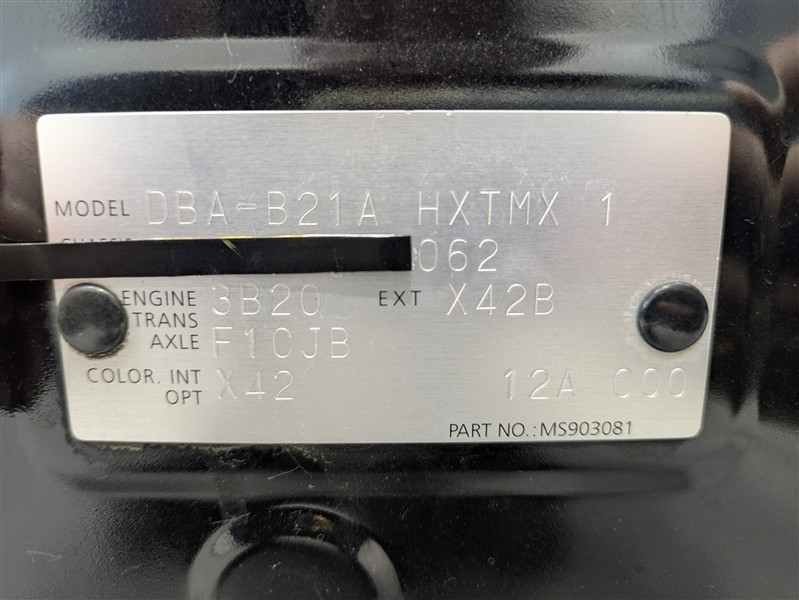 MODEL DBA-B21A HXTMX 1
062
ENGINE 3B20 EXT X42B
TRANS
AXLE F1CJB
COLOR. INT X42 12A 000
OPT
PART NO.:MS903081